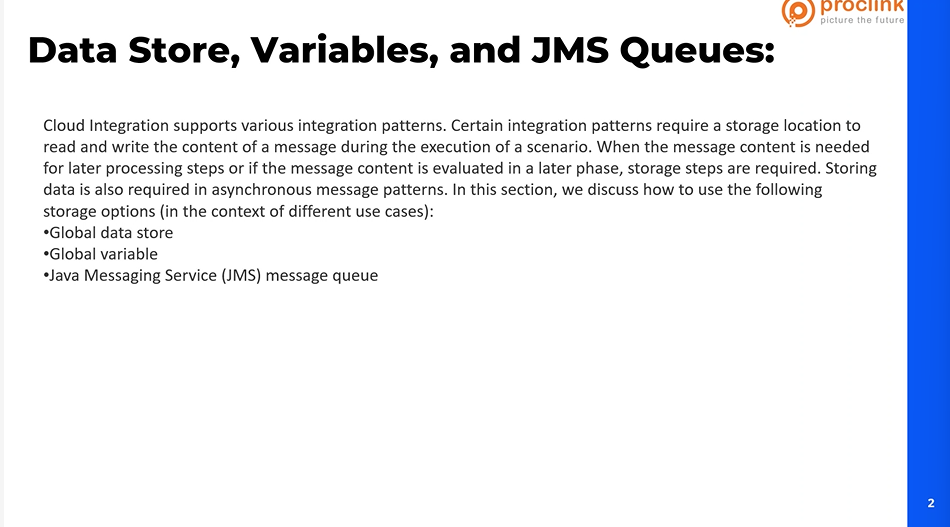 proclink
picture the future
Data Store, Variables, and JMS Queues:
Cloud Integration supports various integration patterns. Certain integration patterns require a storage location to
read and write the content of a message during the execution of a scenario. When the message content is needed
for later processing steps or if the message content is evaluated in a later phase, storage steps are required. Storing
data is also required in asynchronous message patterns. In this section, we discuss how to use the following
storage options (in the context of different use cases):
•Global data store
•Global variable
•Java Messaging Service (JMS) message queue
2